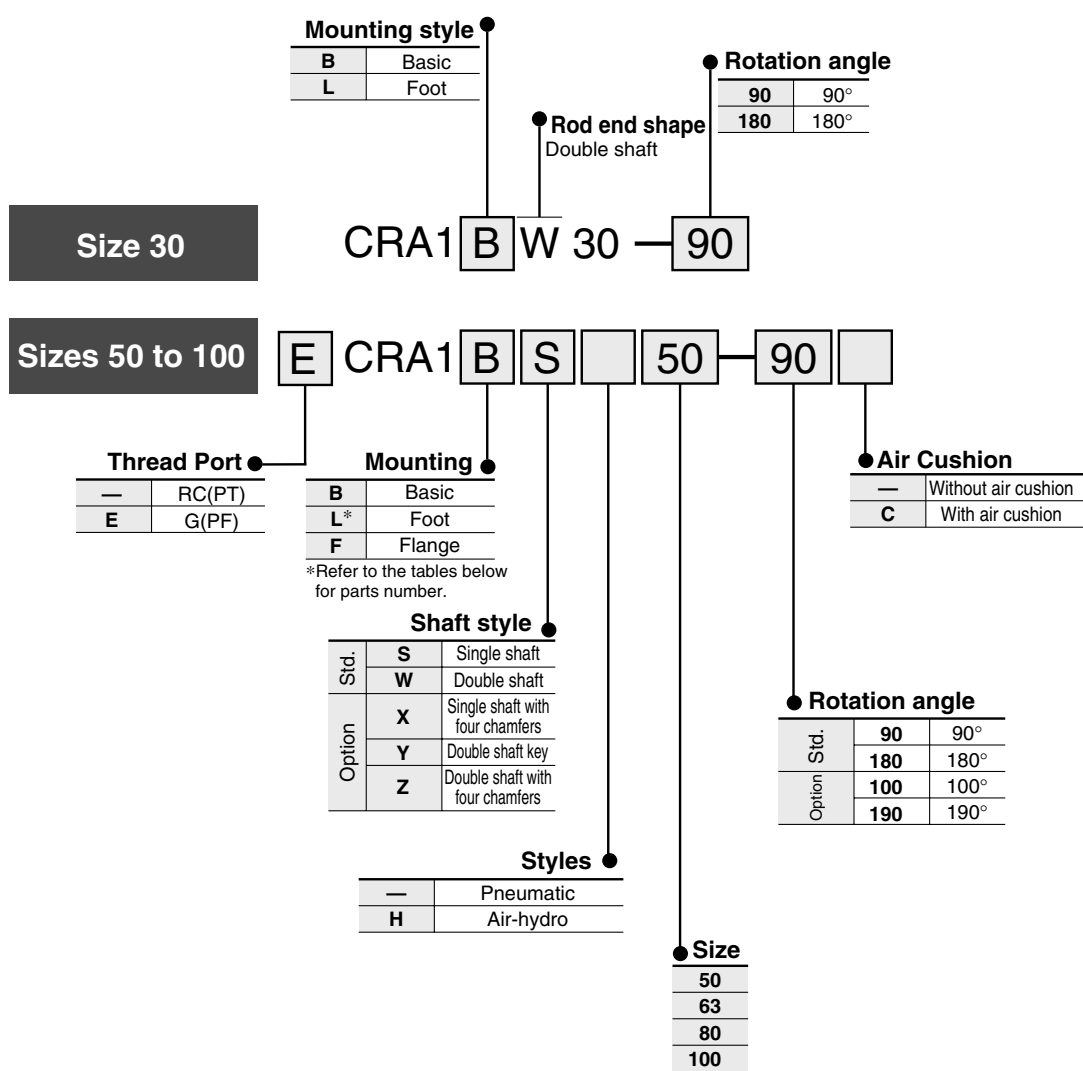 Mounting style
B Basic
L Foot
Rod end shape
Double shaft
Rotation angle
90 90°
180 180°
Size 30
CRA1 B W 30 — 90
Sizes 50 to 100
E CRA1 B S 50 — 90
Thread Port
— RC(PT)
E G(PF)
Mounting
B Basic
L* Foot
F Flange
*Refer to the tables below
for parts number.
Air Cushion
— Without air cushion
C With air cushion
Shaft style
Std.
S Single shaft
W Double shaft
Option
X Single shaft with
four chamfers
Y Double shaft key
Z Double shaft with
four chamfers
Rotation angle
Std.
90 90°
180 180°
Option
100 100°
190 190°
Styles
— Pneumatic
H Air-hydro
Size
50
63
80
100